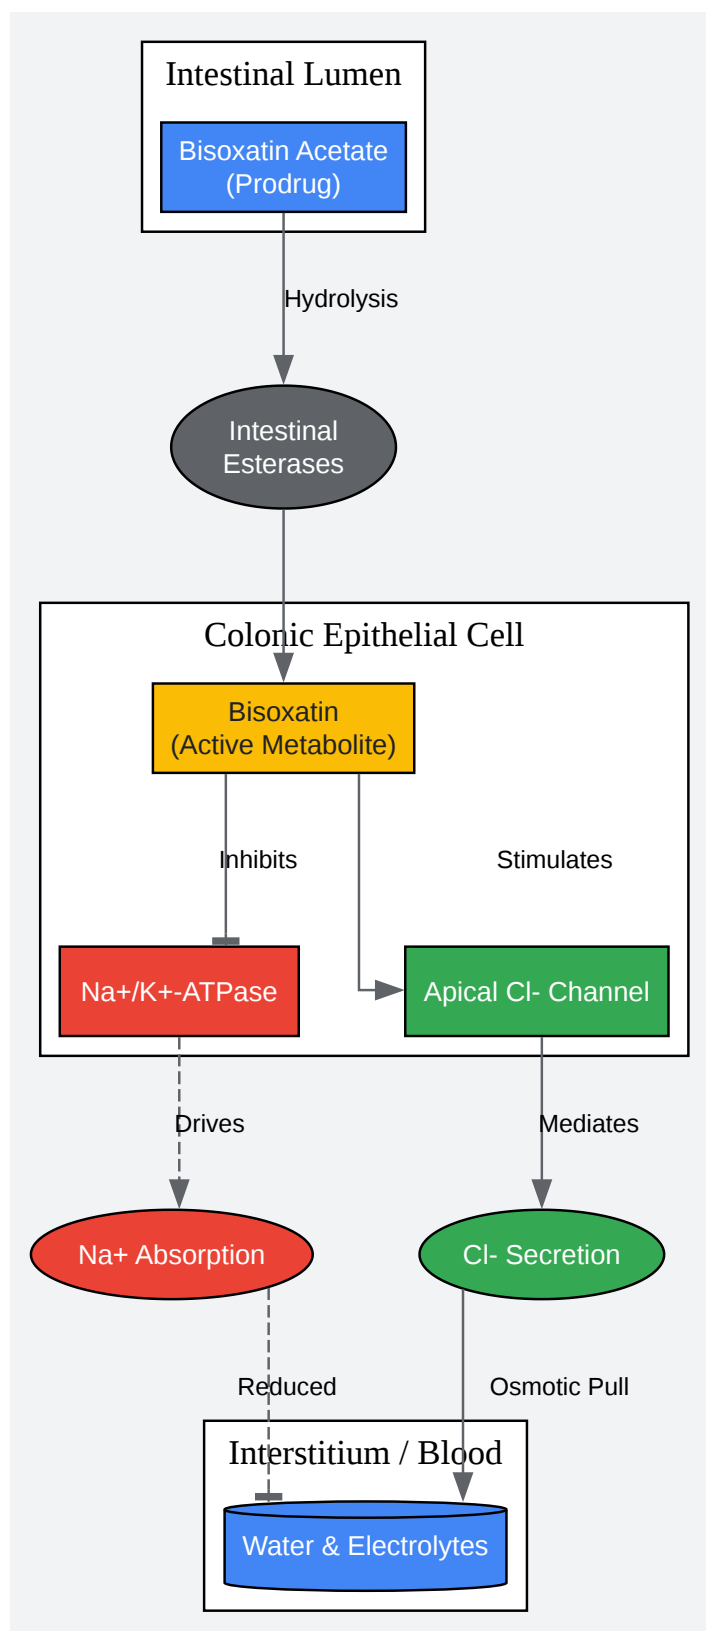 Intestinal Lumen
Bisoxatin Acetate
(Prodrug)
Hydrolysis
Intestinal
Esterases
Colonic Epithelial Cell
Bisoxatin
(Active Metabolite)
Inhibits
Stimulates
Na+/K+-ATPase
Apical Cl- Channel
Drives
Mediates
Na+ Absorption
Cl- Secretion
Reduced
Osmotic Pull
Interstitium / Blood
Water & Electrolytes